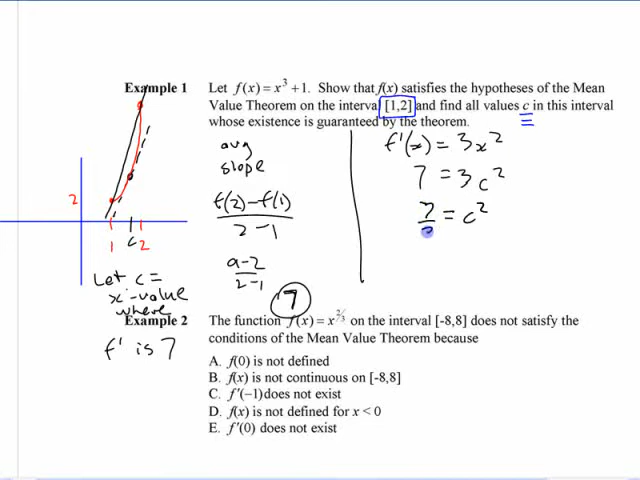 Example 1 Let f(x) = x³ + 1. Show that f(x) satisfies the hypotheses of the Mean
Value Theorem on the interval [1,2] and find all values c in this interval
whose existence is guaranteed by the theorem.
avg
slope
f(2)-f(1)
2-1
9-2
2-1
7
f'(x) = 3x²
7 = 3c²
7 = c²
2
1 c 2
1
Let c =
x-value
where
f' is 7
Example 2 The function f(x) = x^(2/3) on the interval [-8,8] does not satisfy the
conditions of the Mean Value Theorem because
A. f(0) is not defined
B. f(x) is not continuous on [-8,8]
C. f'(−1) does not exist
D. f(x) is not defined for x < 0
E. f'(0) does not exist